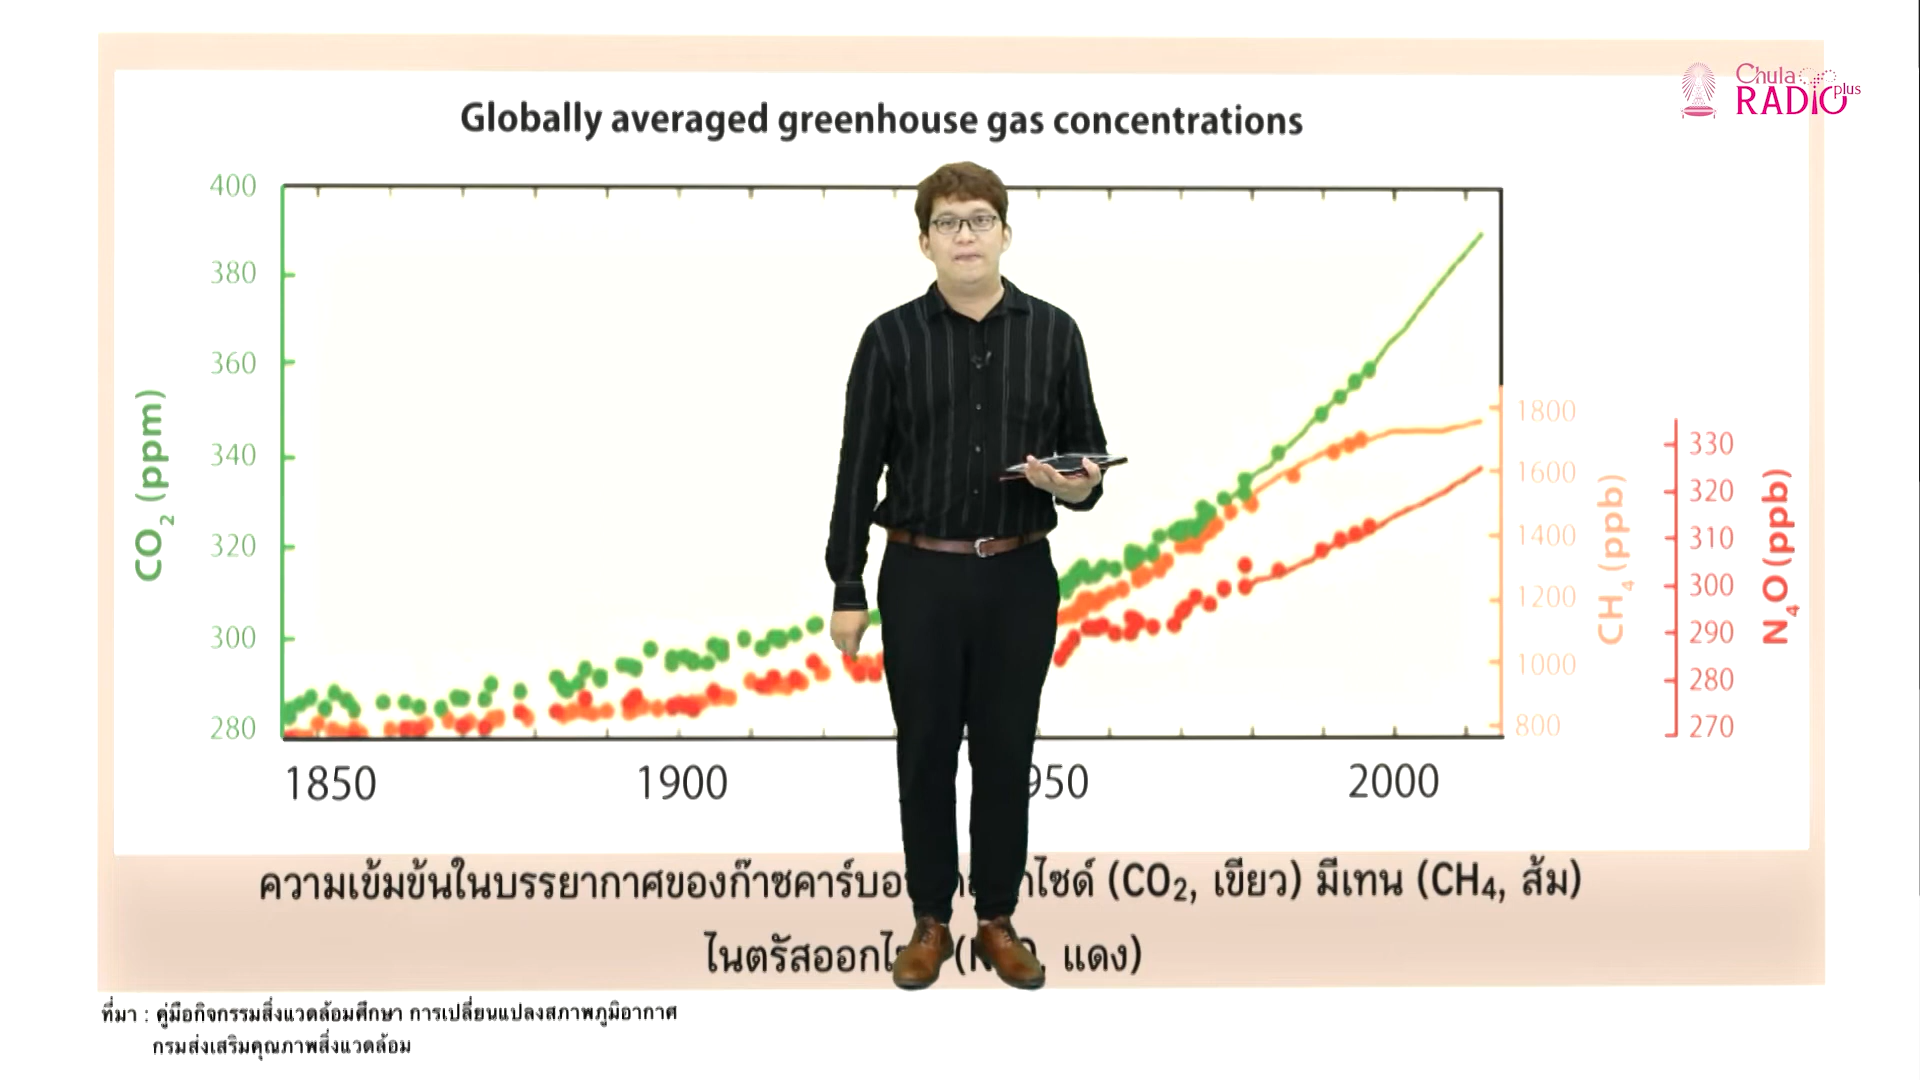 Chula
RADIO plus
Globally averaged greenhouse gas concentrations
400
380
360
340
320
300
280
CO₂ (ppm)
1800
1600
1400
1200
1000
800
CH₄ (ppb)
330
320
310
300
290
280
270
N₄O (ppb)
1850 1900 950 2000
ความเข้มข้นในบรรยากาศของก๊าซคาร์บอ ไซด์ (CO₂, เขียว) มีเทน (CH₄, ส้ม)
ไนตรัสออกไ (N O, แดง)
ที่มา : คู่มือกิจกรรมสิ่งแวดล้อมศึกษา การเปลี่ยนแปลงสภาพภูมิอากาศ
กรมส่งเสริมคุณภาพสิ่งแวดล้อม